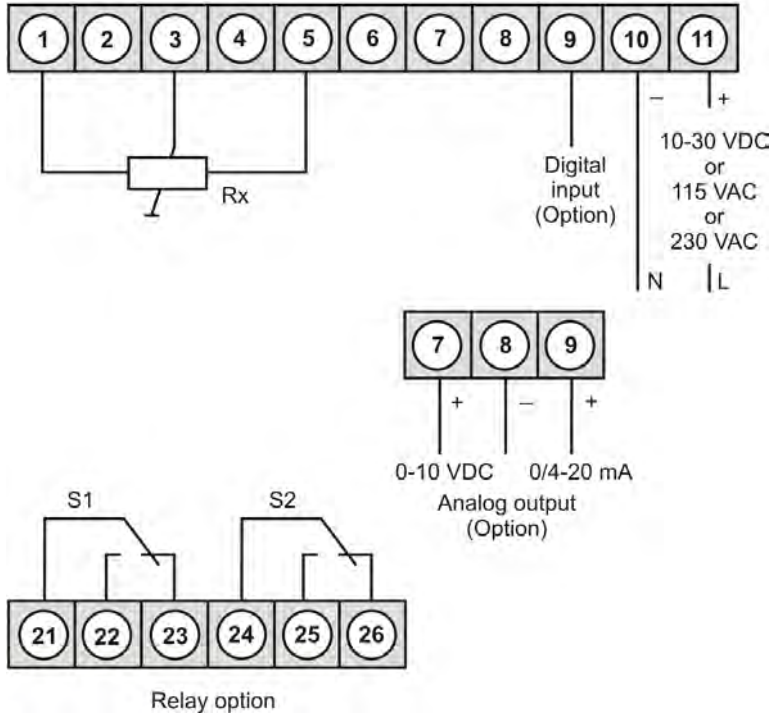 1 2 3 4 5 6 7 8 9 10 11
– +
Rx
Digital
input
(Option)
10-30 VDC
or
115 VAC
or
230 VAC
N L
7 8 9
+ – +
0-10 VDC 0/4-20 mA
Analog output
(Option)
S1 S2
21 22 23 24 25 26
Relay option